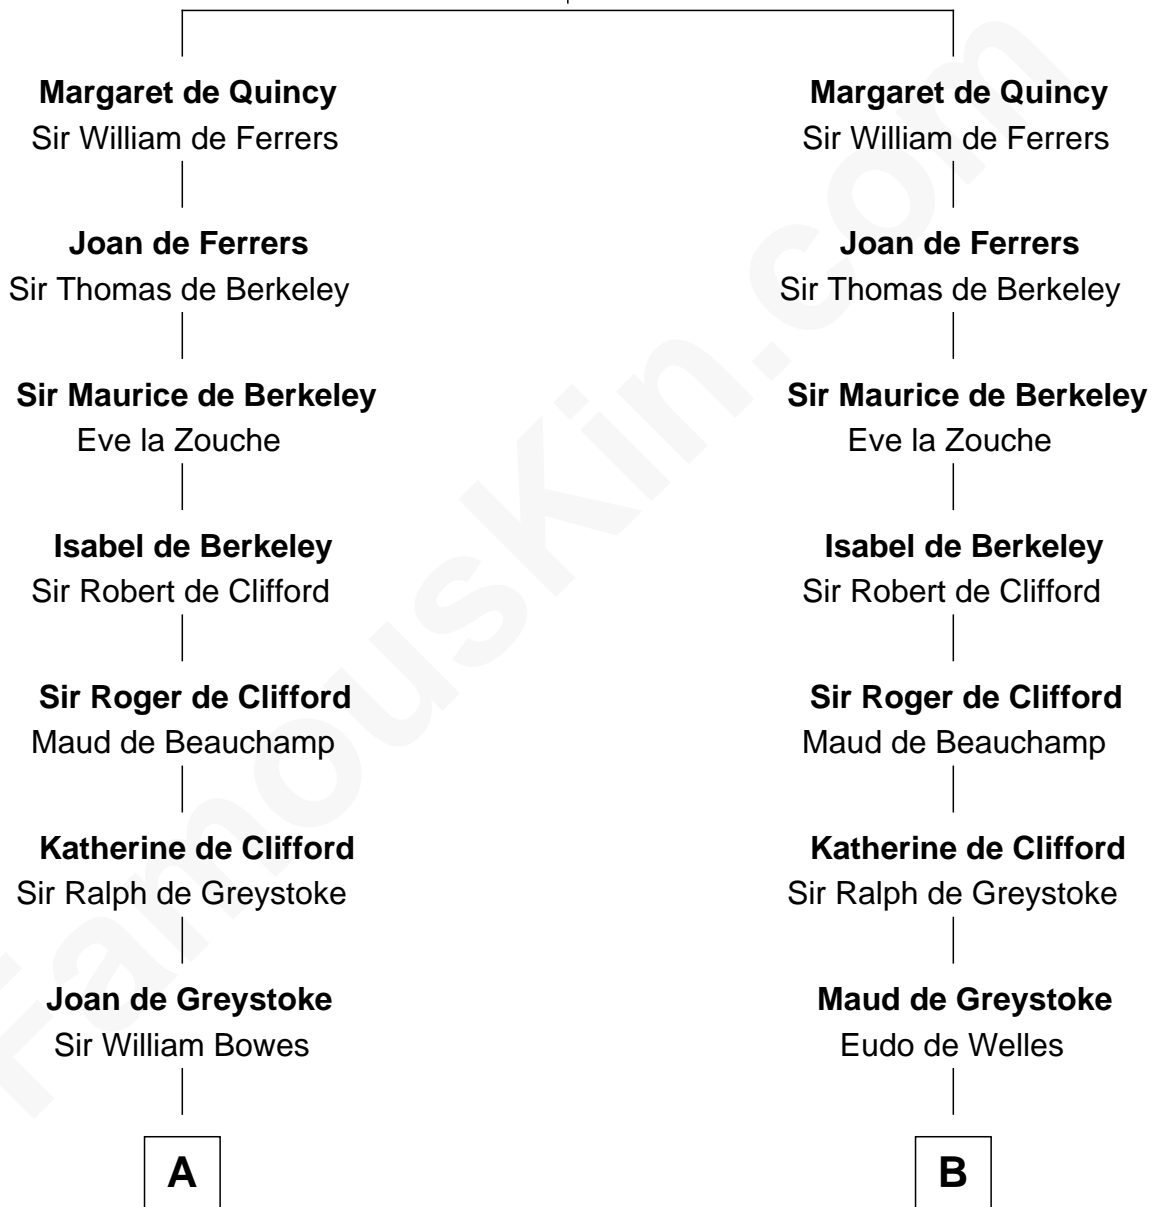 Margaret de Quincy
Sir William de Ferrers
Joan de Ferrers
Sir Thomas de Berkeley
Sir Maurice de Berkeley
Eve la Zouche
Isabel de Berkeley
Sir Robert de Clifford
Sir Roger de Clifford
Maud de Beauchamp
Katherine de Clifford
Sir Ralph de Greystoke
Joan de Greystoke
Sir William Bowes
A
Margaret de Quincy
Sir William de Ferrers
Joan de Ferrers
Sir Thomas de Berkeley
Sir Maurice de Berkeley
Eve la Zouche
Isabel de Berkeley
Sir Robert de Clifford
Sir Roger de Clifford
Maud de Beauchamp
Katherine de Clifford
Sir Ralph de Greystoke
Maud de Greystoke
Eudo de Welles
B
FamousKin.com